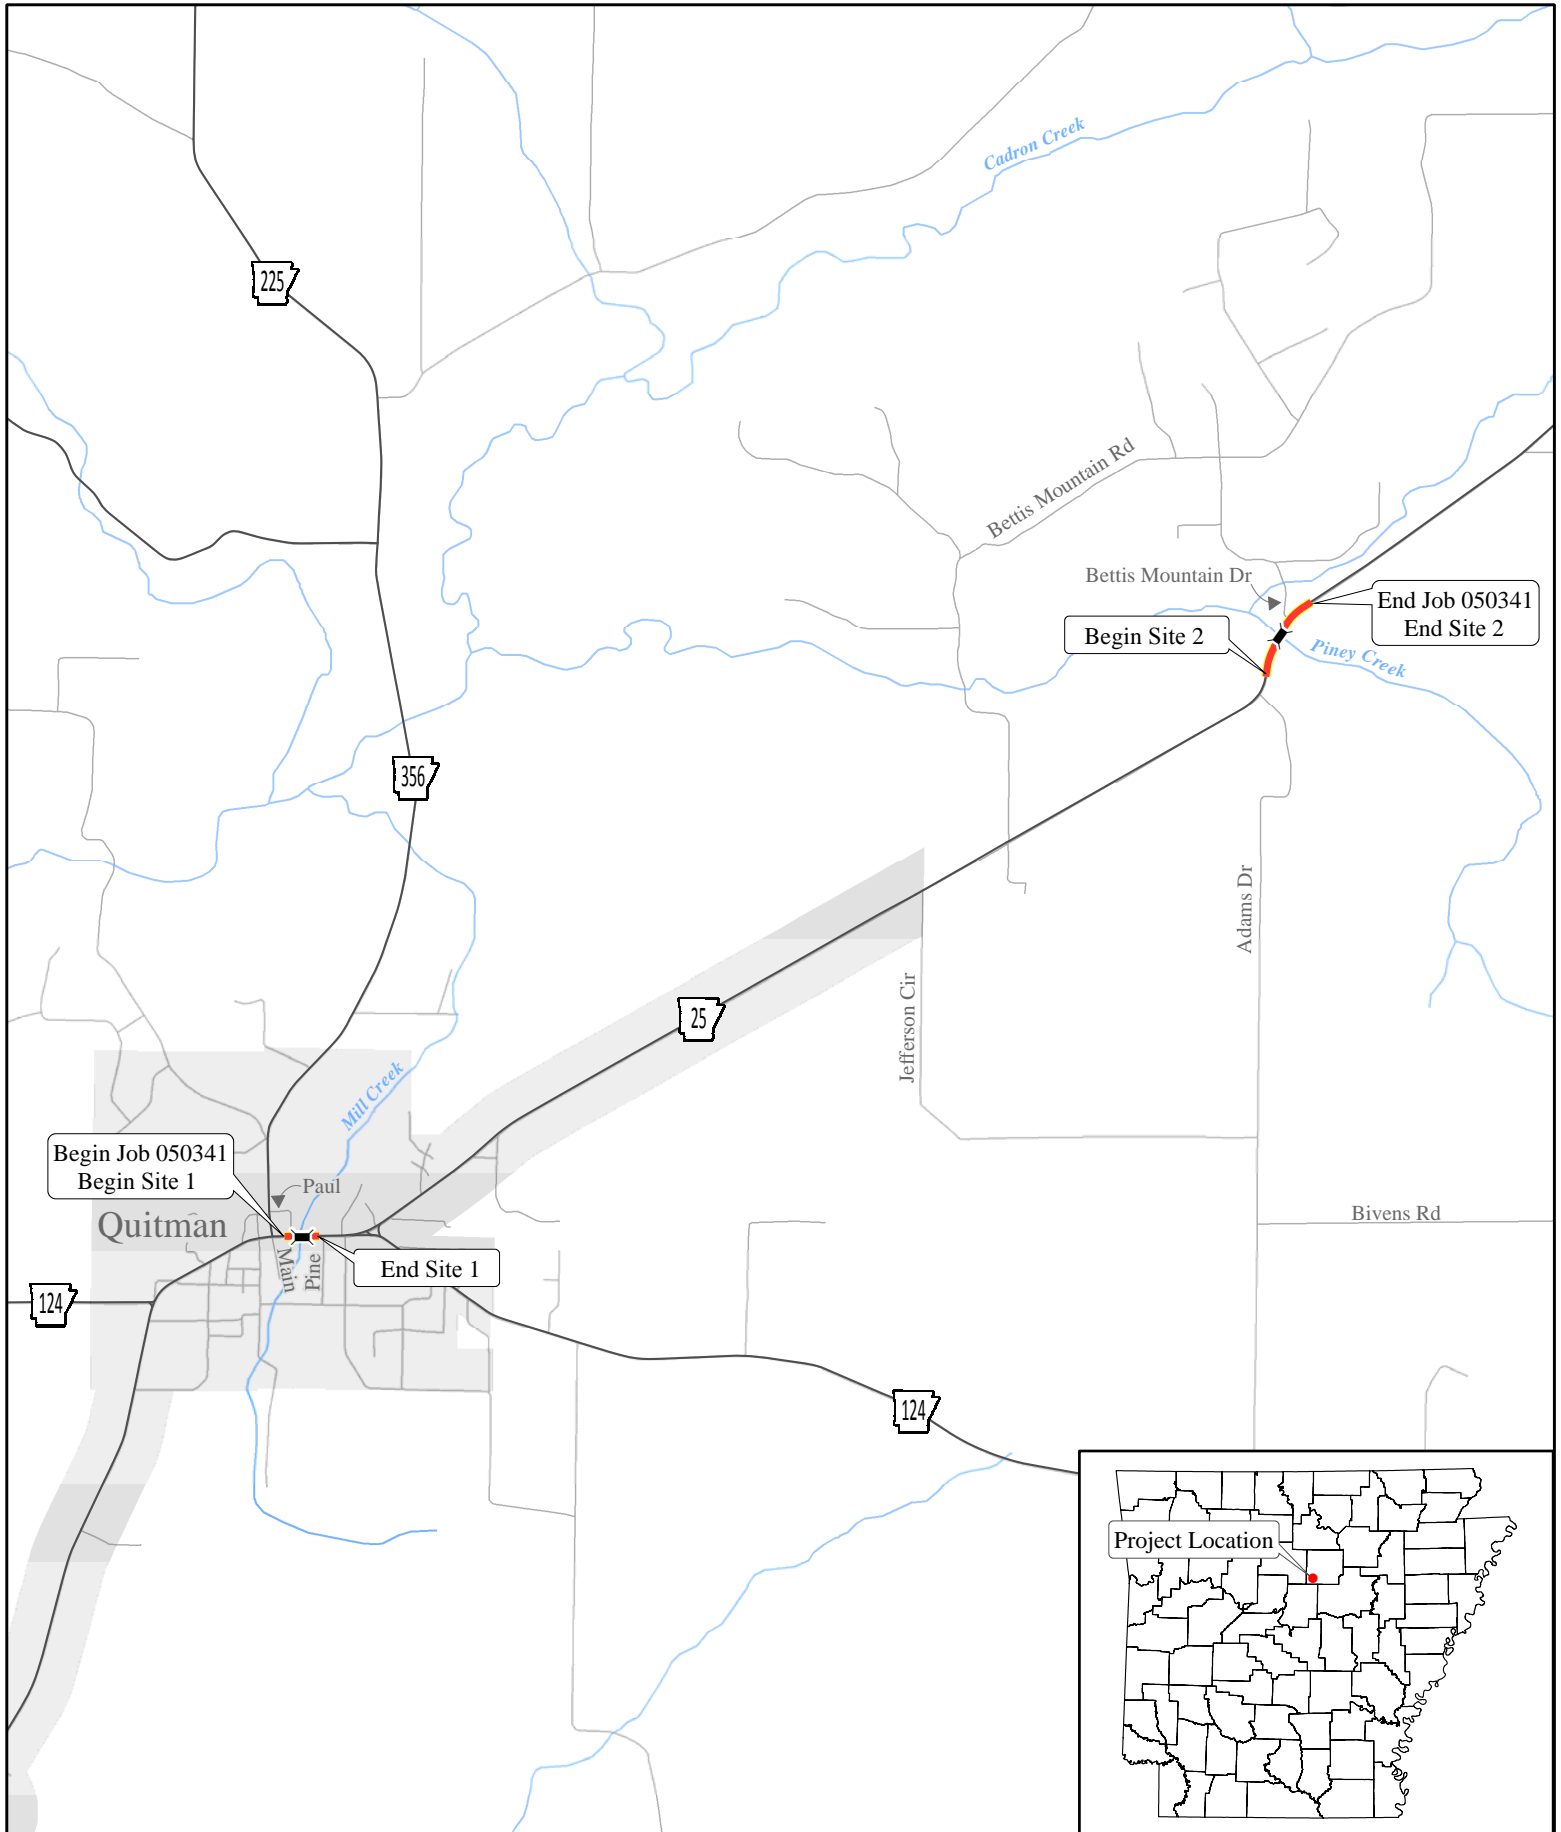 Cadron Creek
225
Bettis Mountain Rd
Bettis Mountain Dr
End Job 050341
End Site 2
Begin Site 2
Piney Creek
356
Adams Dr
Jefferson Cir
25
Mill Creek
Begin Job 050341
Begin Site 1
Paul
Quitman
Bivens Rd
Main
Pine
End Site 1
124
124
Project Location